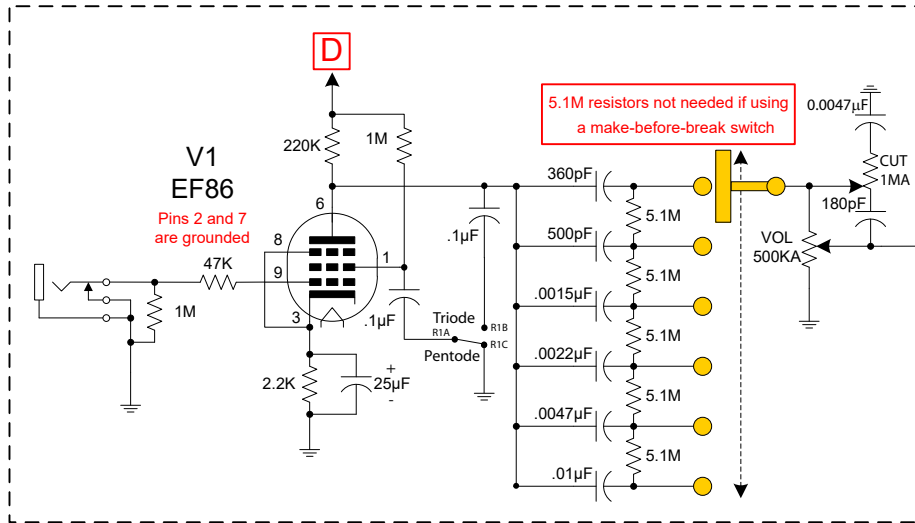 D
5.1M resistors not needed if using
a make-before-break switch
0.0047µF
220K
1M
V1
EF86
Pins 2 and 7
are grounded
6
8
9
1
3
47K
1M
.1µF
.1µF
Triode
R1A
R1B
R1C
Pentode
2.2K
+
25µF
-
360pF
5.1M
500pF
5.1M
.0015µF
5.1M
.0022µF
5.1M
.0047µF
5.1M
.01µF
CUT
1MA
180pF
VOL
500KA